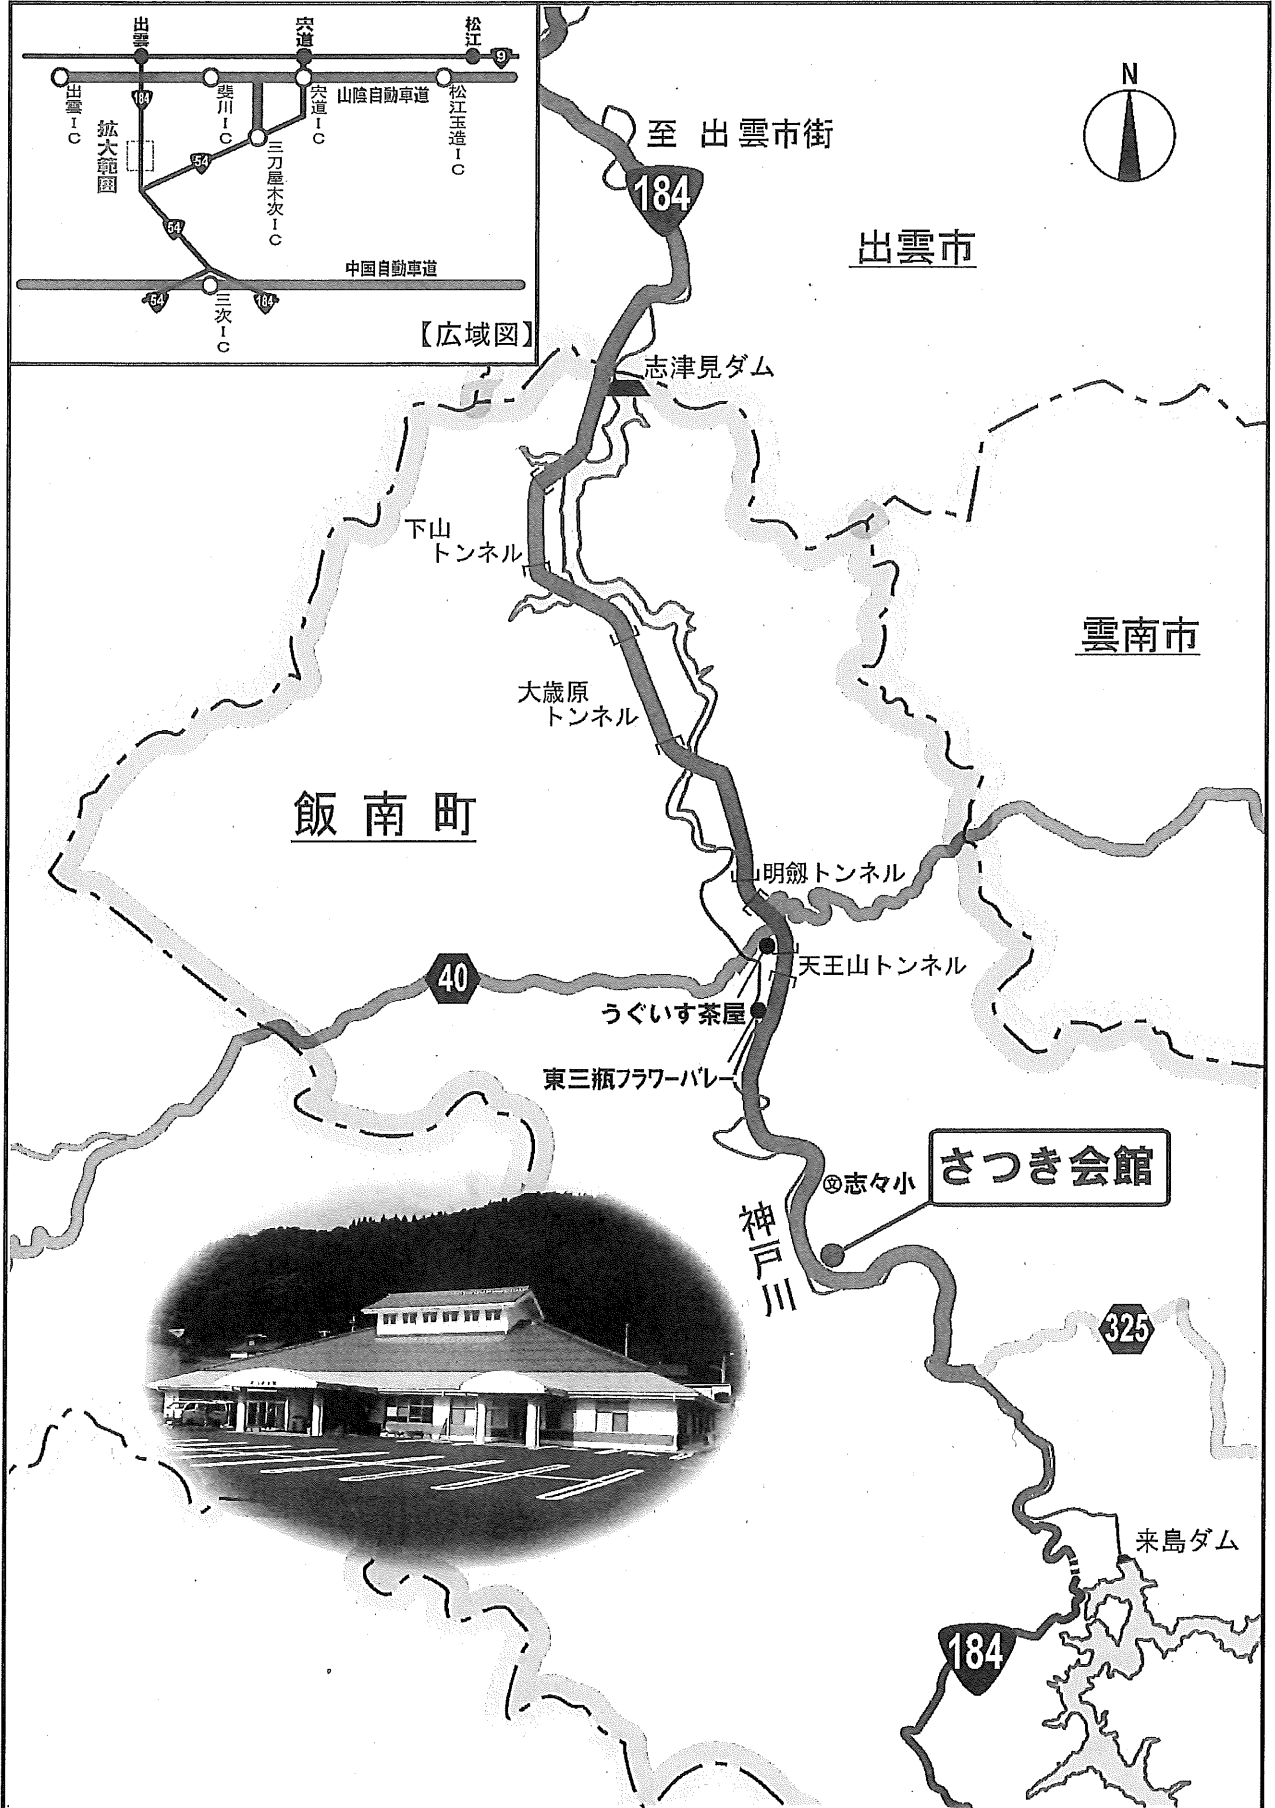 出雲
宍道
松江
9
出雲IC
184
斐川IC
宍道IC
山陰自動車道
松江玉造IC
拡大範囲
54
三刀屋木次IC
54
中国自動車道
54
三次IC
184
【広域図】
N
至 出雲市街
184
出雲市
志津見ダム
下山
トンネル
雲南市
大歳原
トンネル
飯南町
明劔トンネル
40
天王山トンネル
うぐいす茶屋
東三瓶フラワーバレー
さつき会館
文志々小
神戸川
325
来島ダム
184